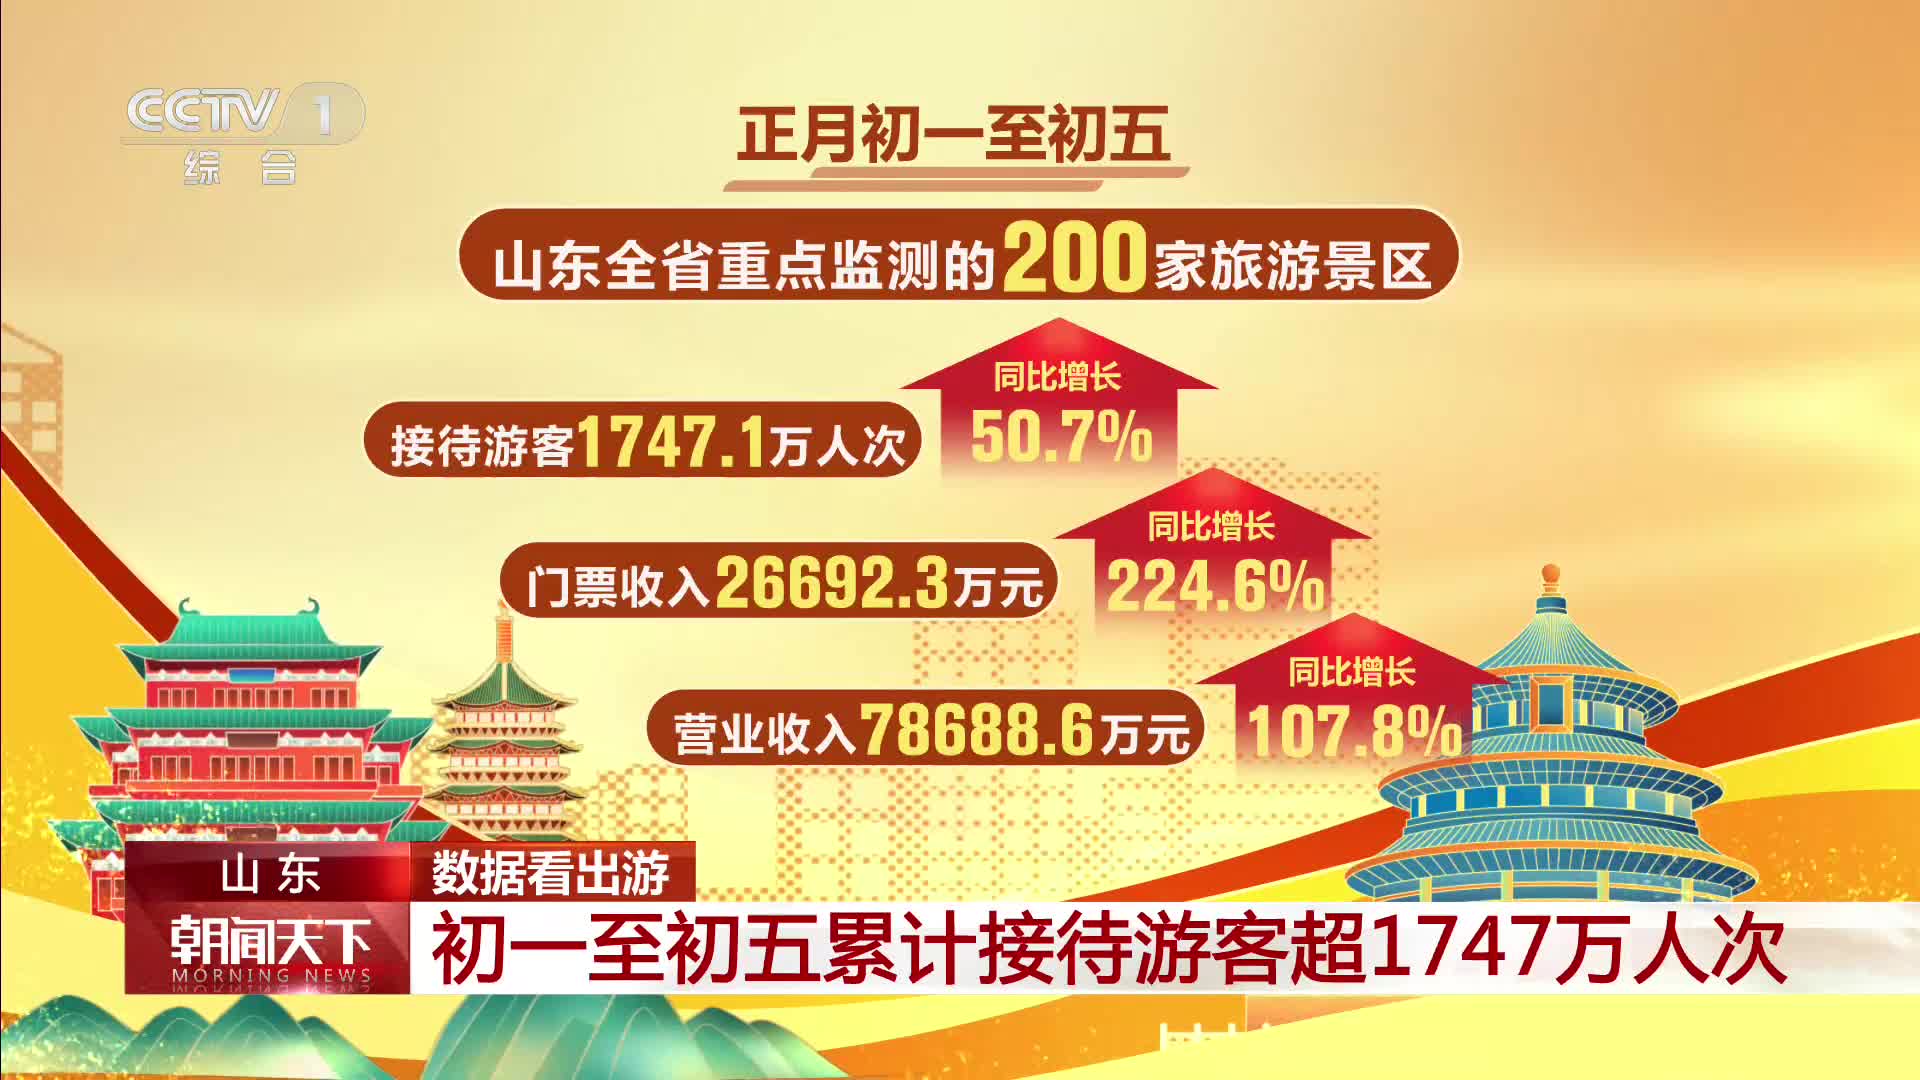 CCTV 1
综合
正月初一至初五
山东全省重点监测的200家旅游景区
同比增长
50.7%
接待游客1747.1万人次
同比增长
224.6%
门票收入26692.3万元
同比增长
107.8%
营业收入78688.6万元
山东
数据看出游
朝闻天下
MORNING NEWS
初一至初五累计接待游客超1747万人次